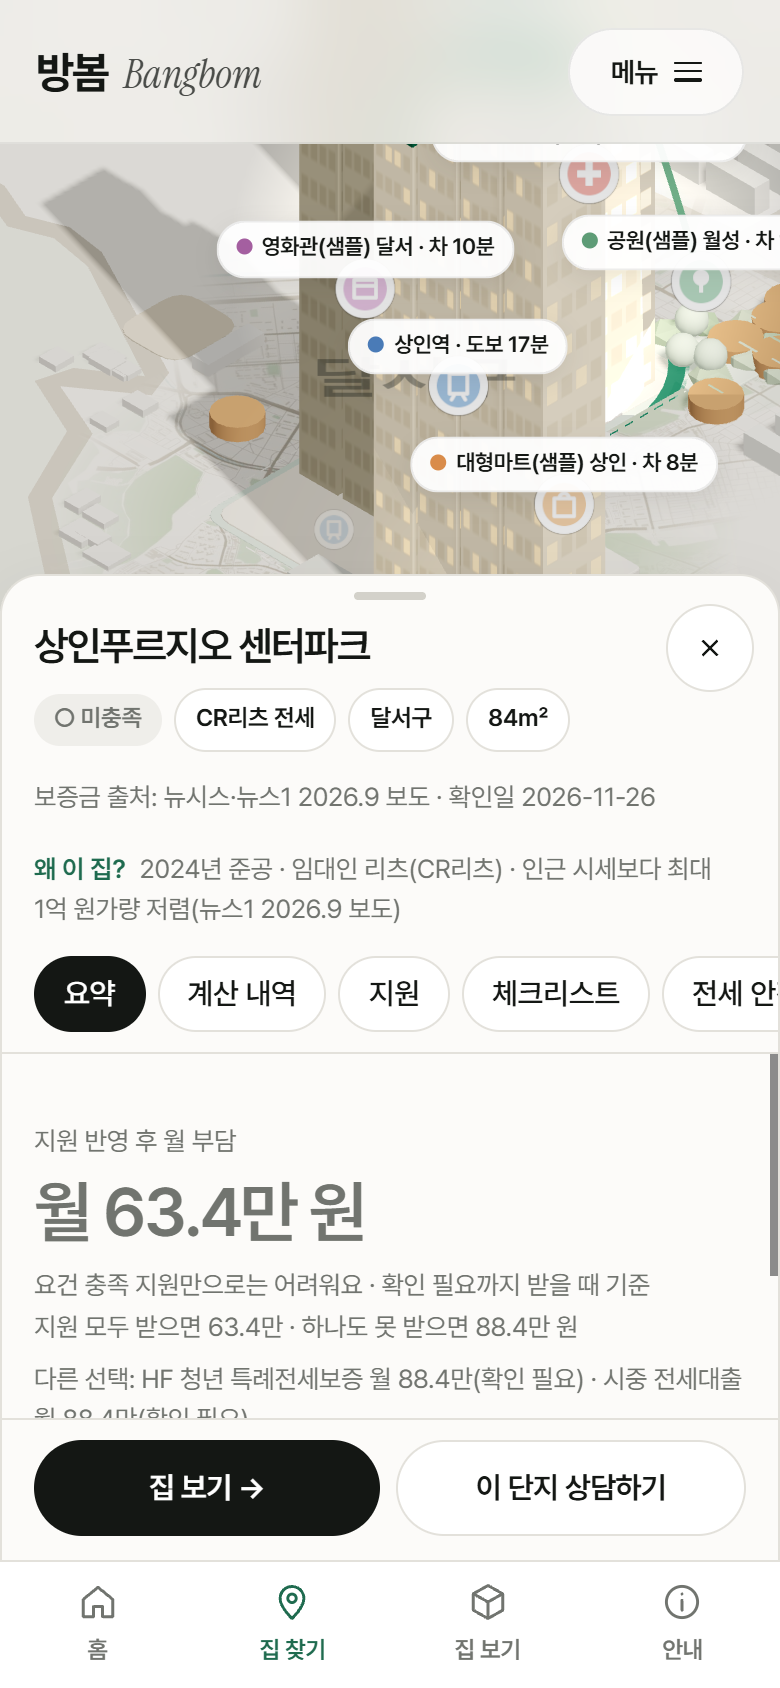 방봄 Bangbom
메뉴
영화관(샘플) 달서 · 차 10분
공원(샘플) 월성 · 차
상인역 · 도보 17분
대형마트(샘플) 상인 · 차 8분
상인푸르지오 센터파크
미충족
CR리츠 전세
달서구
84m²
보증금 출처: 뉴시스·뉴스1 2026.9 보도 · 확인일 2026-11-26
왜 이 집? 2024년 준공 · 임대인 리츠(CR리츠) · 인근 시세보다 최대
1억 원가량 저렴(뉴스1 2026.9 보도)
요약
계산 내역
지원
체크리스트
전세
지원 반영 후 월 부담
월 63.4만 원
요건 충족 지원만으로는 어려워요 · 확인 필요까지 받을 때 기준
지원 모두 받으면 63.4만 · 하나도 못 받으면 88.4만 원
다른 선택: HF 청년 특례전세보증 월 88.4만(확인 필요) · 시중 전세대출
월 88.4만(확인 필요)
집 보기 →
이 단지 상담하기
홈
집 찾기
집 보기
안내